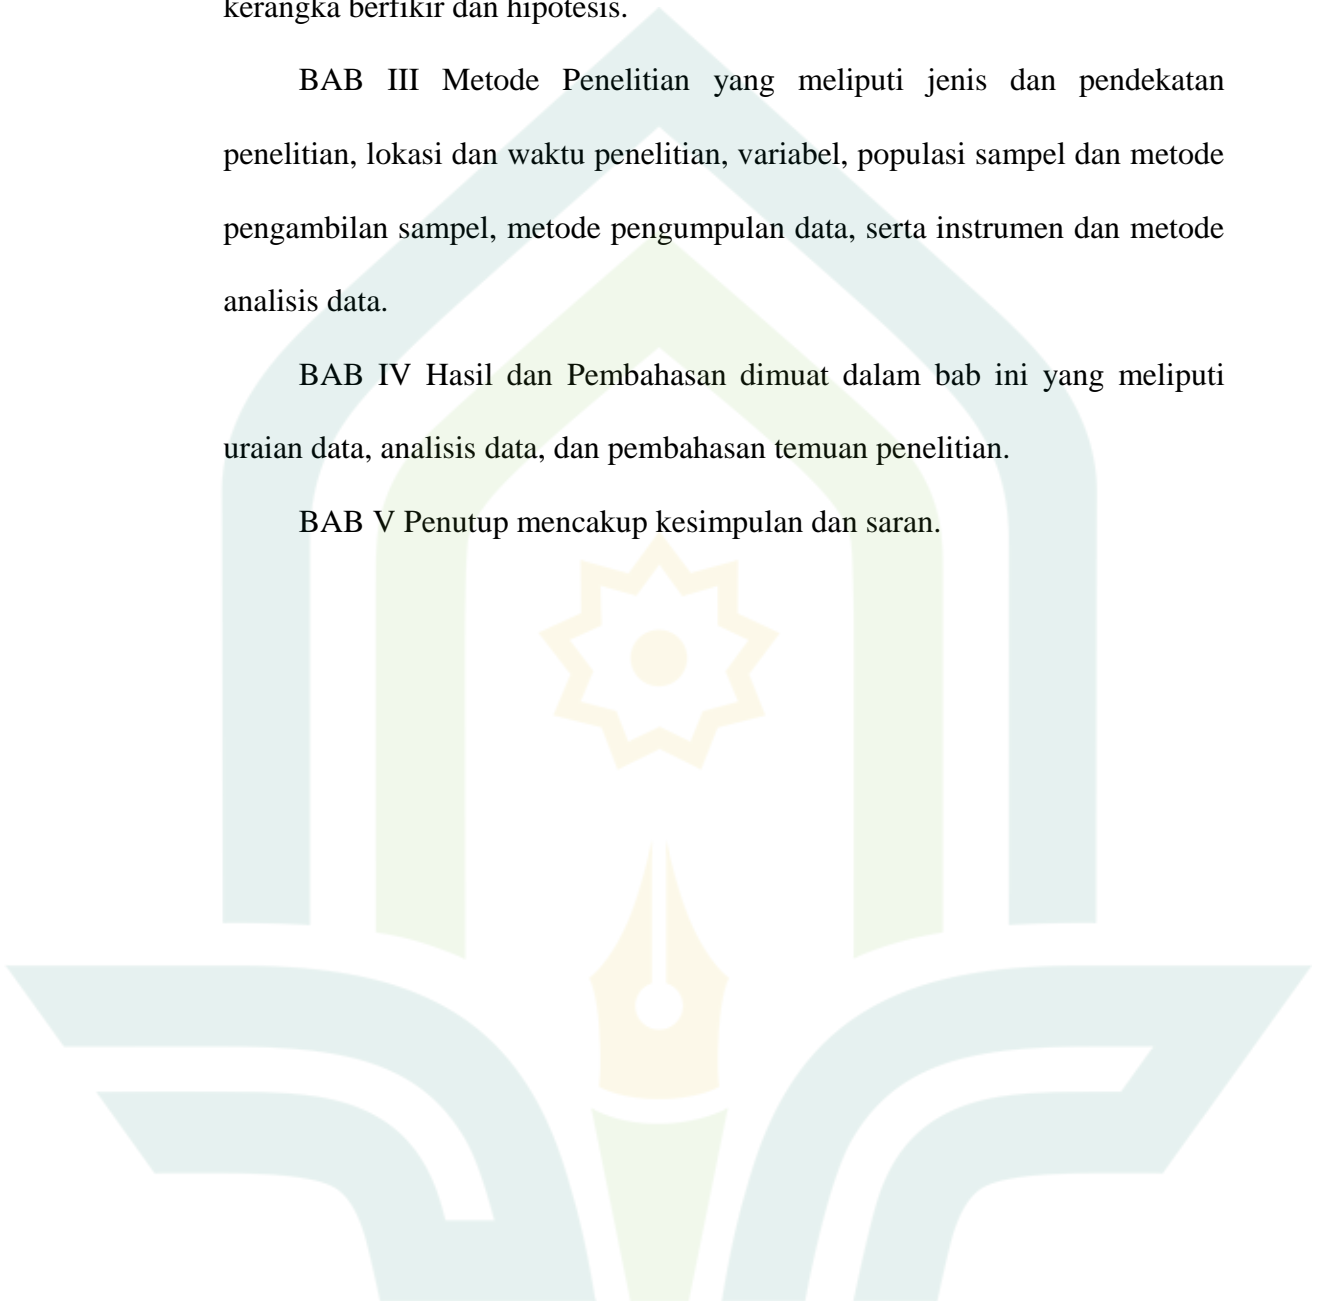 kerangka berfikir dan hipotesis.
BAB III Metode Penelitian yang meliputi jenis dan pendekatan
penelitian, lokasi dan waktu penelitian, variabel, populasi sampel dan metode
pengambilan sampel, metode pengumpulan data, serta instrumen dan metode
analisis data.
BAB IV Hasil dan Pembahasan dimuat dalam bab ini yang meliputi
uraian data, analisis data, dan pembahasan temuan penelitian.
BAB V Penutup mencakup kesimpulan dan saran.